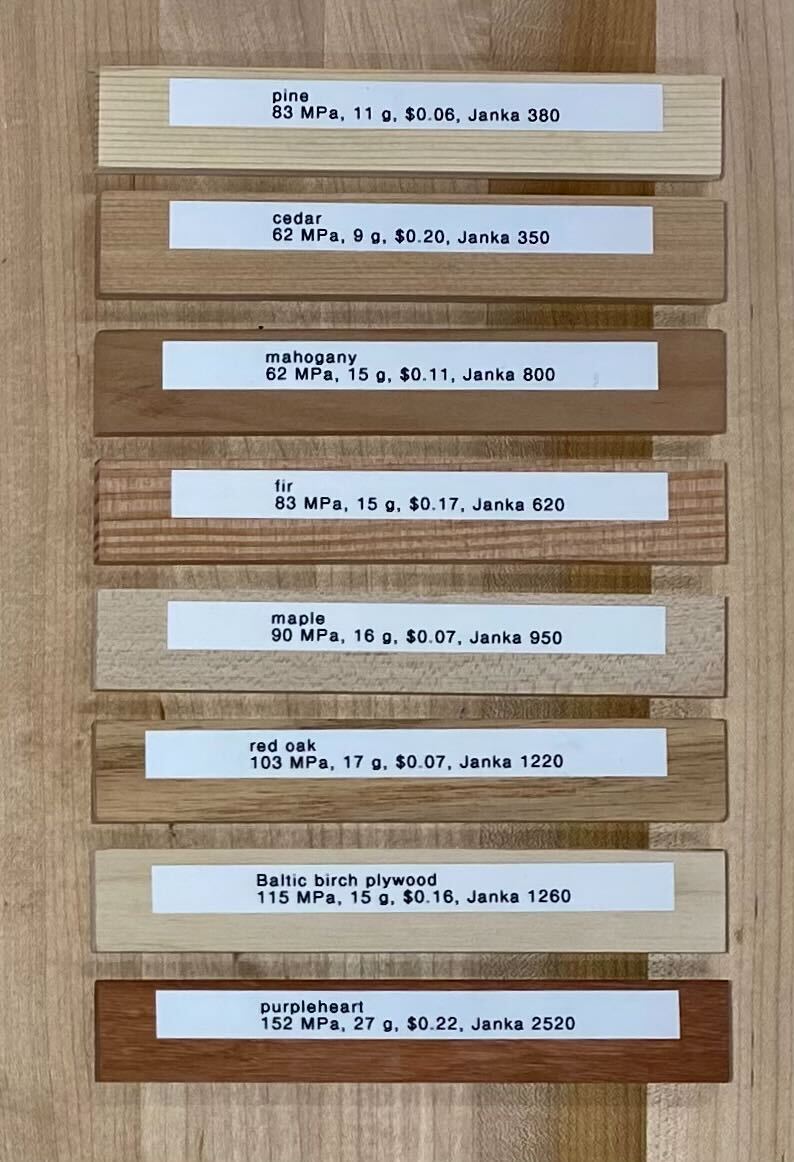 pine
83 MPa, 11 g, $0.06, Janka 380
cedar
62 MPa, 9 g, $0.20, Janka 350
mahogany
62 MPa, 15 g, $0.11, Janka 800
fir
83 MPa, 15 g, $0.17, Janka 620
maple
90 MPa, 16 g, $0.07, Janka 950
red oak
103 MPa, 17 g, $0.07, Janka 1220
Baltic birch plywood
115 MPa, 15 g, $0.16, Janka 1260
purpleheart
152 MPa, 27 g, $0.22, Janka 2520